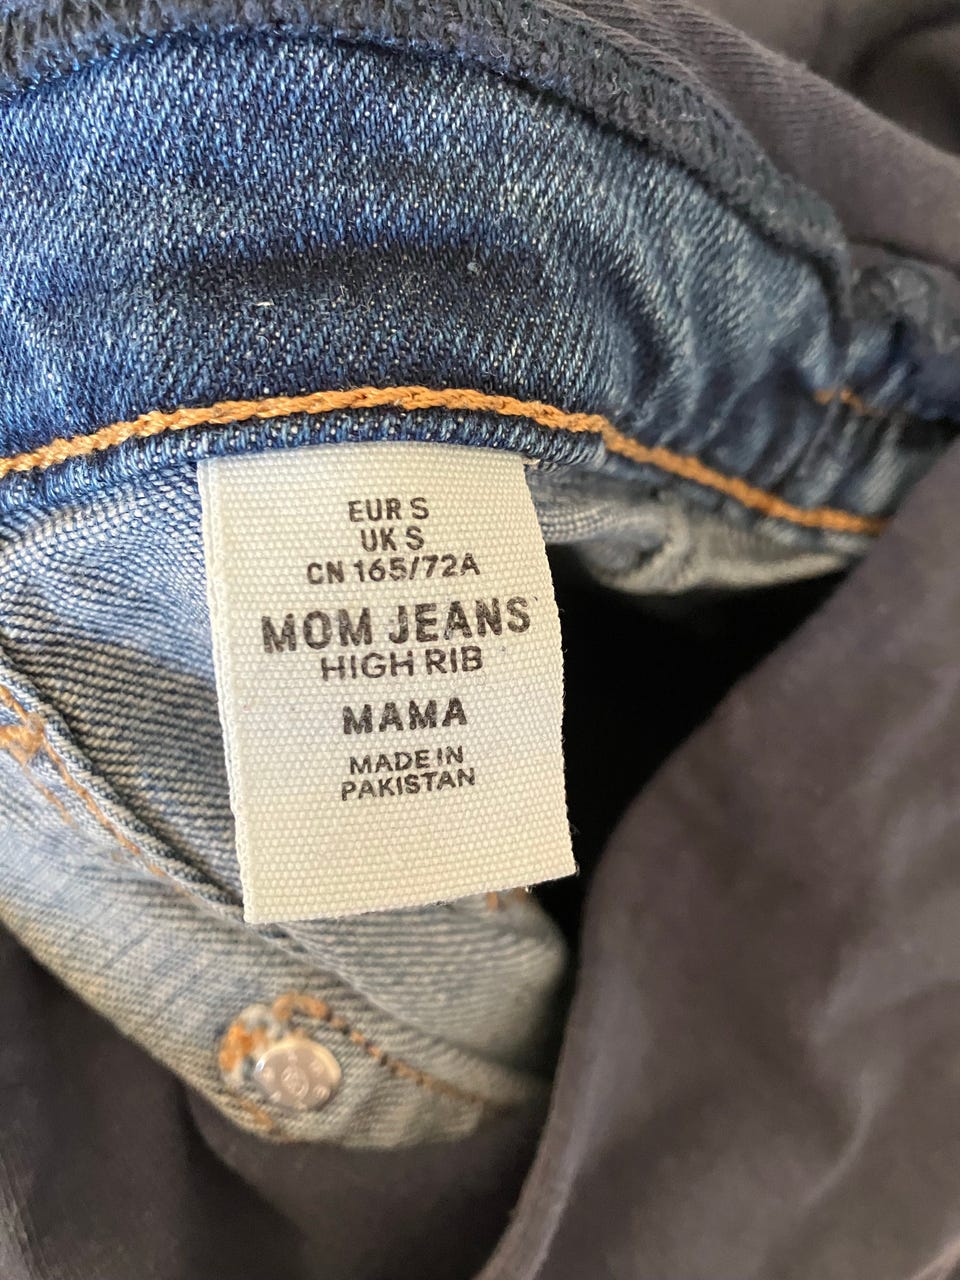 EUR S
UK S
CN 165/72A
MOM JEANS
HIGH RIB
MAMA
MADE IN
PAKISTAN